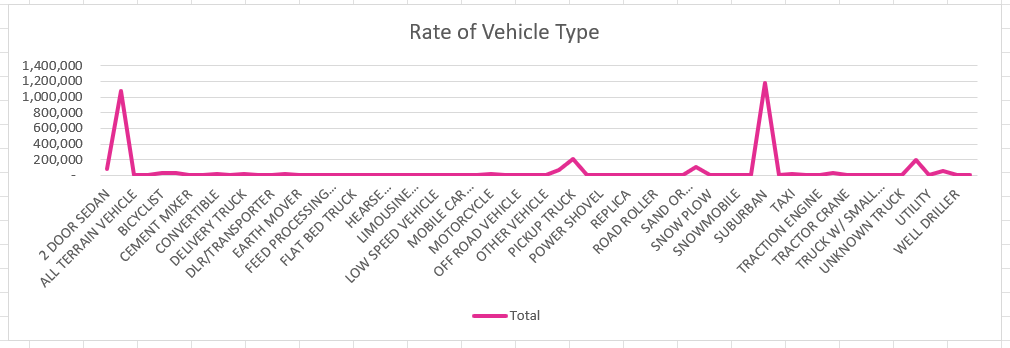 Rate of Vehicle Type
1,400,000
1,200,000
1,000,000
800,000
600,000
400,000
200,000
-
2 DOOR SEDAN
ALL TERRAIN VEHICLE
BICYCLIST
CEMENT MIXER
CONVERTIBLE
DELIVERY TRUCK
DLR/TRANSPORTER
EARTH MOVER
FEED PROCESSING...
FLAT BED TRUCK
HEARSE...
LIMOUSINE...
LOW SPEED VEHICLE
MOBILE CAR...
MOTORCYCLE
OFF ROAD VEHICLE
OTHER VEHICLE
PICKUP TRUCK
POWER SHOVEL
REPLICA
ROAD ROLLER
SAND OR...
SNOW PLOW
SNOWMOBILE
SUBURBAN
TAXI
TRACTION ENGINE
TRACTOR CRANE
TRUCK W/ SMALL...
UNKNOWN TRUCK
UTILITY
WELL DRILLER
Total